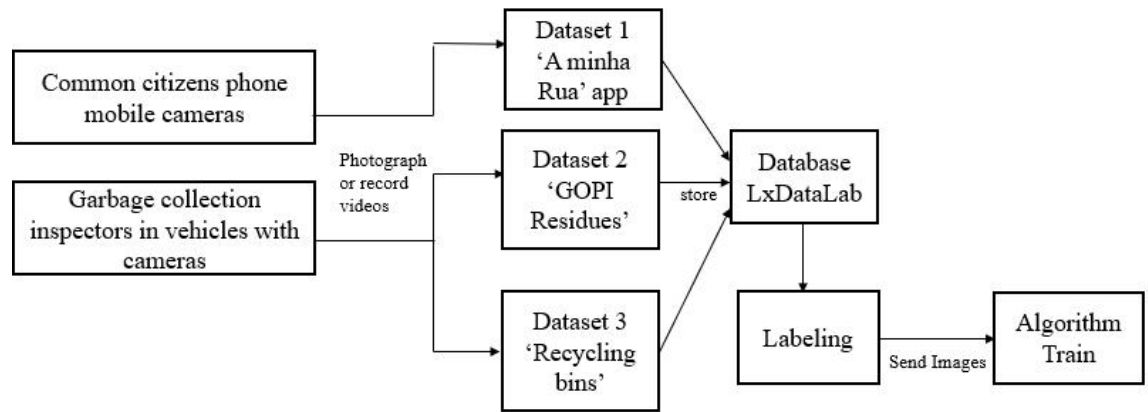 Common citizens phone
mobile cameras
Garbage collection
inspectors in vehicles with
cameras
Photograph
or record
videos
Dataset 1
‘A minha
Rua’ app
Dataset 2
‘GOPI
Residues’
Dataset 3
‘Recycling
bins’
store
Database
LxDataLab
Labeling
Send Images
Algorithm
Train